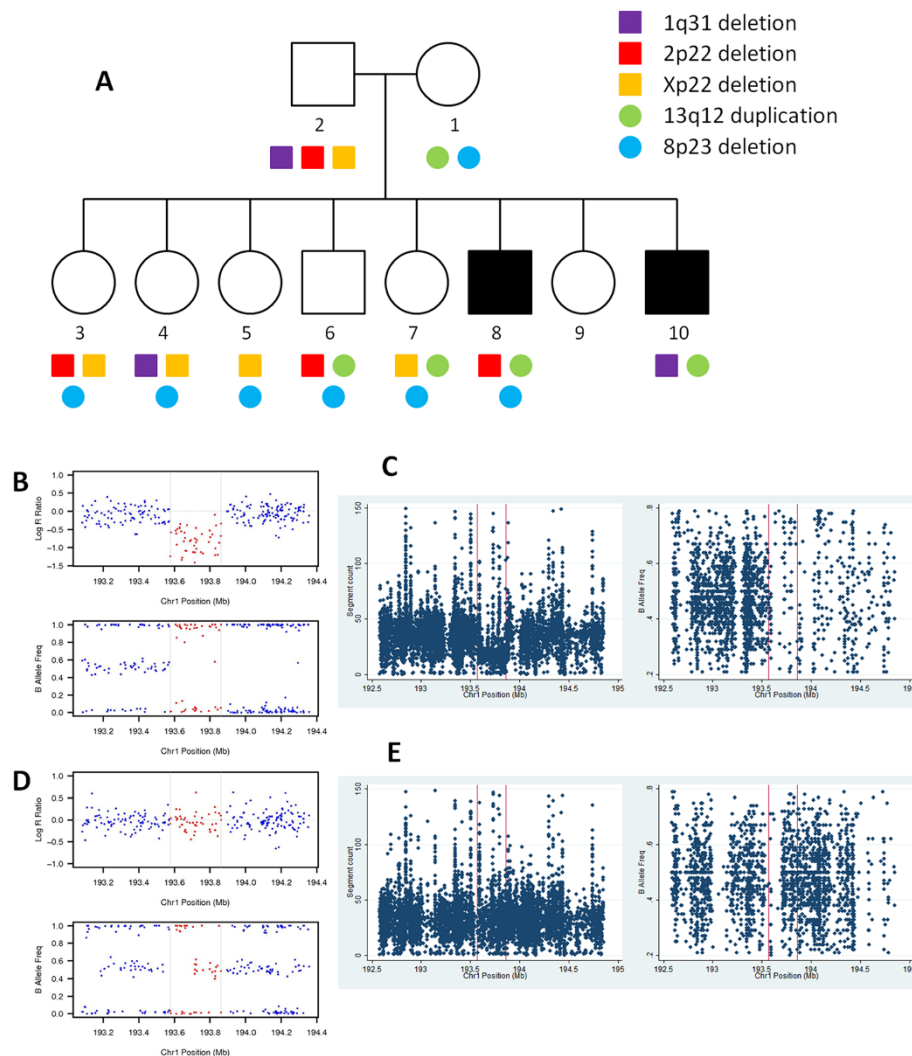 A
1q31 deletion
2p22 deletion
Xp22 deletion
13q12 duplication
8p23 deletion
2 1
3 4 5 6 7 8 9 10
B
1.0
0.5
0.0
-0.5
-1.0
-1.5
Log R Ratio
193.2 193.4 193.6 193.8 194.0 194.2 194.4
Chr1 Position (Mb)
1.0
0.8
0.6
0.4
0.2
0.0
B Allele Freq
193.2 193.4 193.6 193.8 194.0 194.2 194.4
Chr1 Position (Mb)
C
150
100
50
0
Segment count
192.5 193 193.5 194 194.5 195
Chr1 Position (Mb)
.8
.6
.4
.2
B Allele Freq
192.5 193 193.5 194 194.5 195
Chr1 Position (Mb)
D
1.0
0.5
0.0
-0.5
-1.0
Log R Ratio
193.2 193.4 193.6 193.8 194.0 194.2 194.4
Chr1 Position (Mb)
1.0
0.8
0.6
0.4
0.2
0.0
B Allele Freq
193.2 193.4 193.6 193.8 194.0 194.2 194.4
Chr1 Position (Mb)
E
150
100
50
0
Segment count
192.5 193 193.5 194 194.5 195
Chr1 Position (Mb)
.8
.6
.4
.2
B Allele Freq
192.5 193 193.5 194 194.5 195
Chr1 Position (Mb)